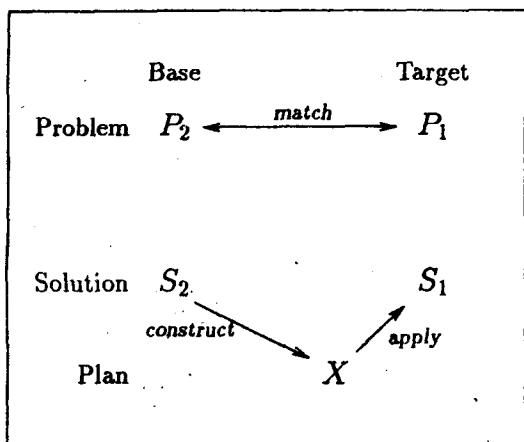 Base Target
match
Problem P₂ P₁
Solution S₂ S₁
construct apply
Plan X